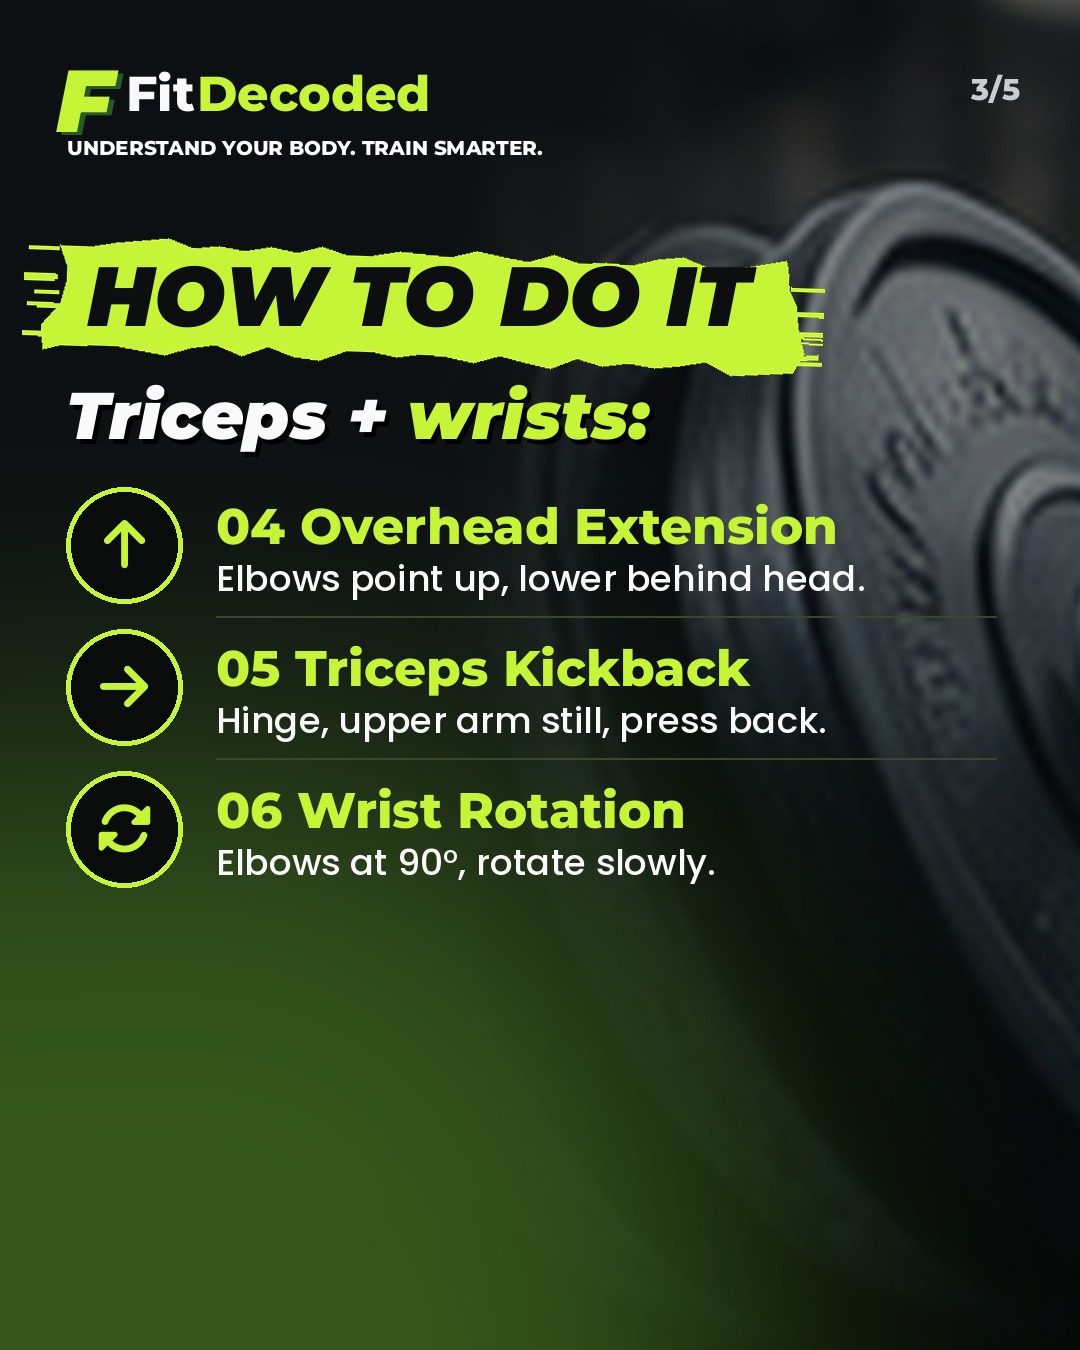 F FitDecoded
3/5
UNDERSTAND YOUR BODY. TRAIN SMARTER.
HOW TO DO IT
Triceps + wrists:
04 Overhead Extension
Elbows point up, lower behind head.
05 Triceps Kickback
Hinge, upper arm still, press back.
06 Wrist Rotation
Elbows at 90°, rotate slowly.